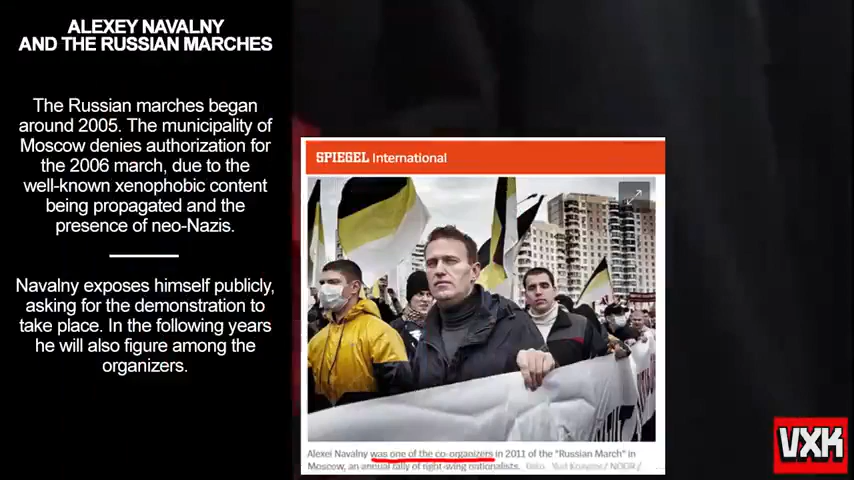 ALEXEY NAVALNY
AND THE RUSSIAN MARCHES
The Russian marches began
around 2005. The municipality of
Moscow denies authorization for
the 2006 march, due to the
well-known xenophobic content
being propagated and the
presence of neo-Nazis.
Navalny exposes himself publicly,
asking for the demonstration to
take place. In the following years
he will also figure among the
organizers.
SPIEGEL International
Alexei Navalny was one of the co-organizers in 2011 of the "Russian March" in
Moscow, an annual rally of right-wing nationalists. Foto: Yuri Kozyrev / NOOR /
VXK